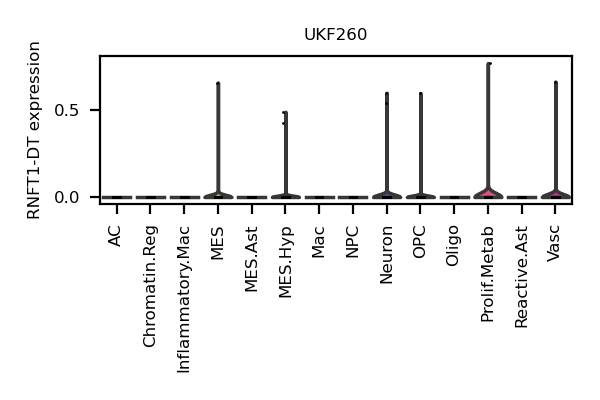 UKF260
RNFT1-DT expression
0.5
0.0
AC
Chromatin.Reg
Inflammatory.Mac
MES
MES.Ast
MES.Hyp
Mac
NPC
Neuron
OPC
Oligo
Prolif.Metab
Reactive.Ast
Vasc